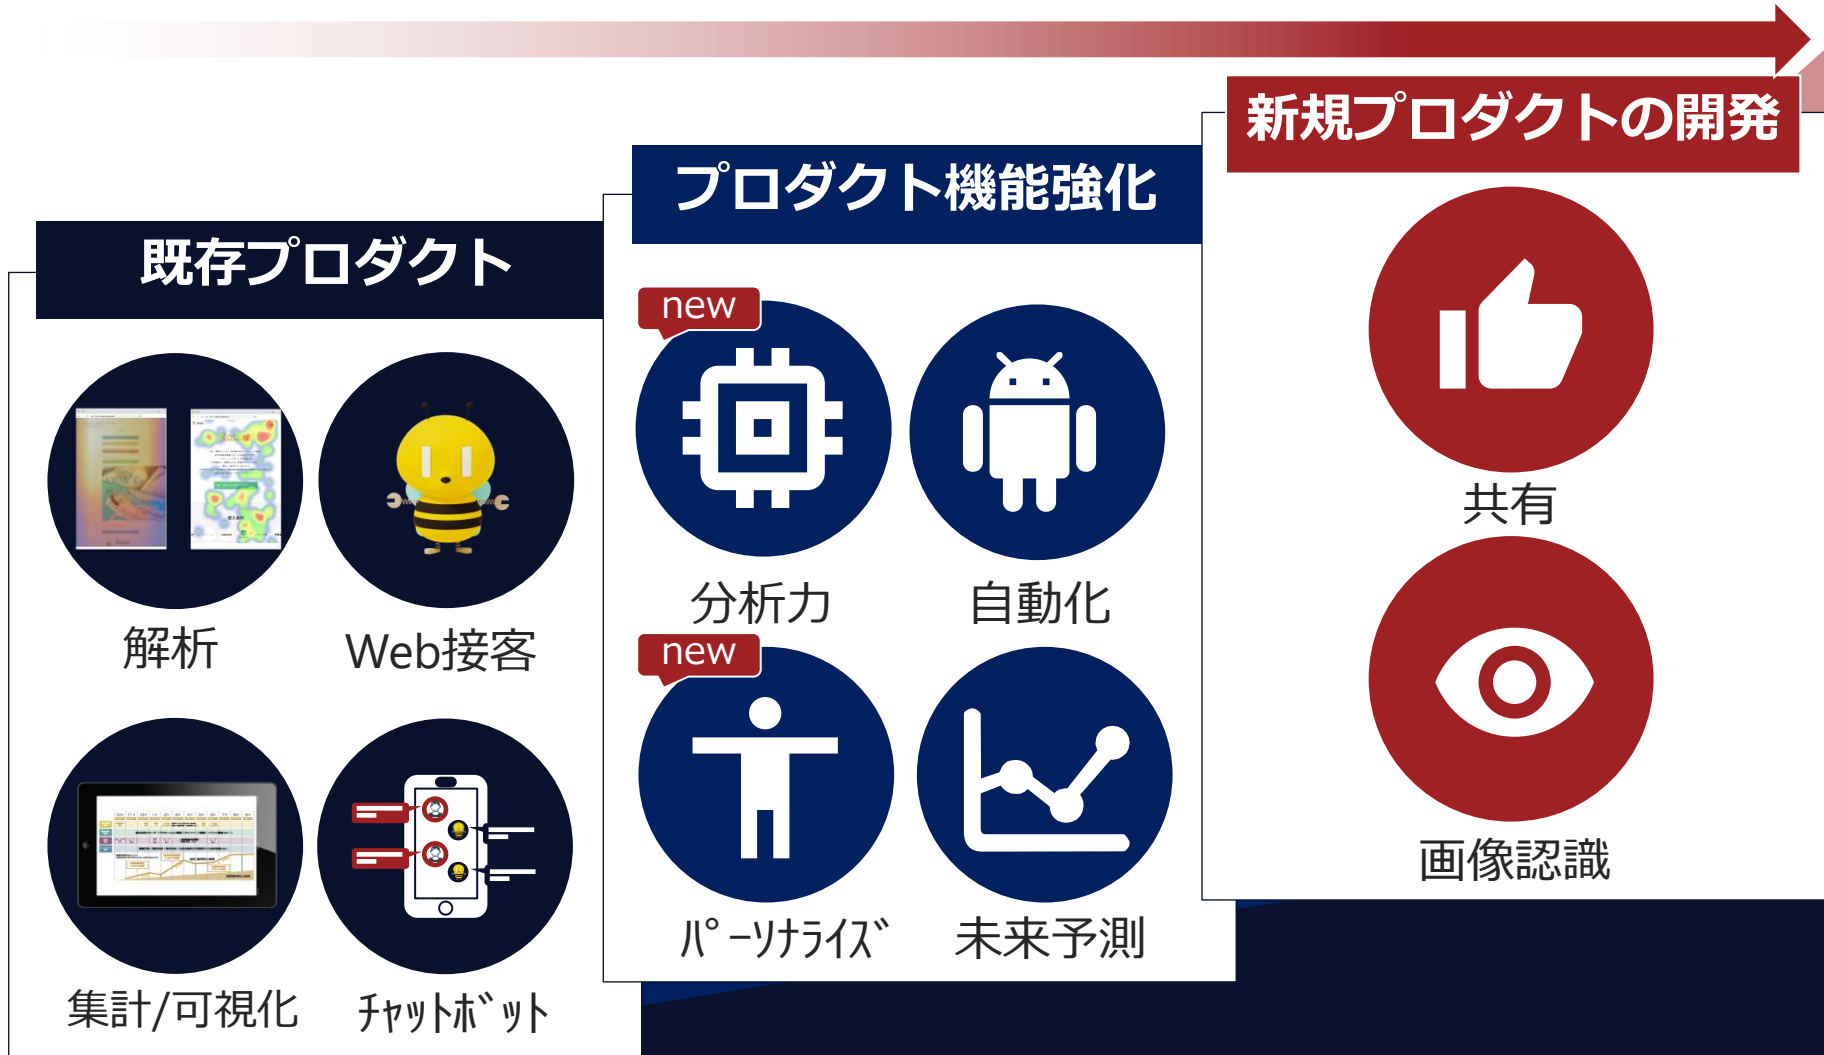 新規プロダクトの開発
プロダクト機能強化
既存プロダクト
解析
Web接客
集計/可視化
ﾁｬｯﾄﾎﾞｯﾄ
new
分析力
自動化
new
ﾊﾟｰｿﾅﾗｲｽﾞ
未来予測
共有
画像認識